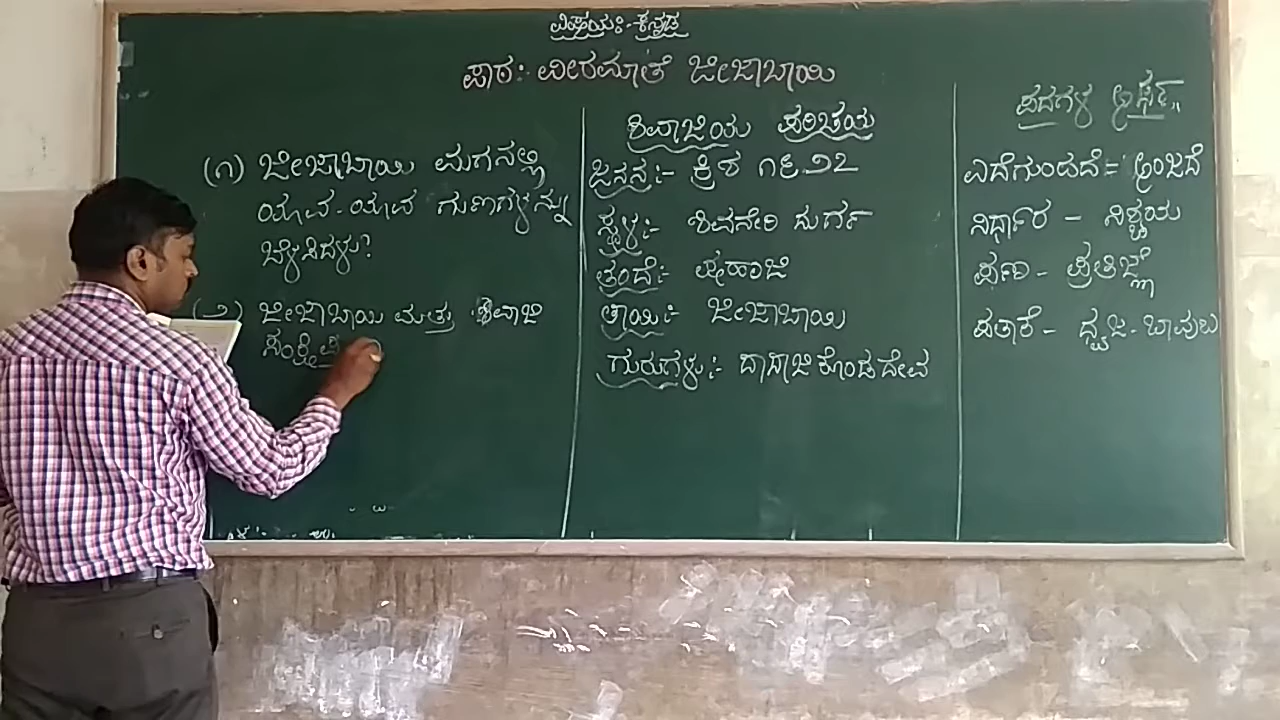 ವಿಷಯ:- ಕನ್ನಡ
ಪಾಠ: ವೀರಮಾತೆ ಜೀಜಾಬಾಯಿ
(೧) ಜೀಜಾಬಾಯಿ ಮಗನಲ್ಲಿ
ಯಾವ-ಯಾವ ಗುಣಗಳನ್ನು
ಬೆಳೆಸಿದಳು?
(೨) ಜೀಜಾಬಾಯಿ ಮತ್ತು ಶಿವಾಜಿ
ಶಿವಾಜಿಯ ಪರಿಚಯ
ಜನನ:- ಕ್ರಿಶ ೧೬೨೭
ಸ್ಥಳ:- ಶಿವನೇರಿ ದುರ್ಗ
ತಂದೆ:- ಷಹಾಜಿ
ತಾಯಿ:- ಜೀಜಾಬಾಯಿ
ಗುರುಗಳು:- ದಾದಾಜಿ ಕೊಂಡದೇವ
ಪದಗಳ ಅರ್ಥ
ಎದೆಗುಂದದೆ = ಅಂಜದೆ
ನಿರ್ಧಾರ - ನಿಶ್ಚಯ
ಪಣ - ಪ್ರತಿಜ್ಞೆ
ಪತಾಕೆ - ಧ್ವಜ-ಬಾವುಟ